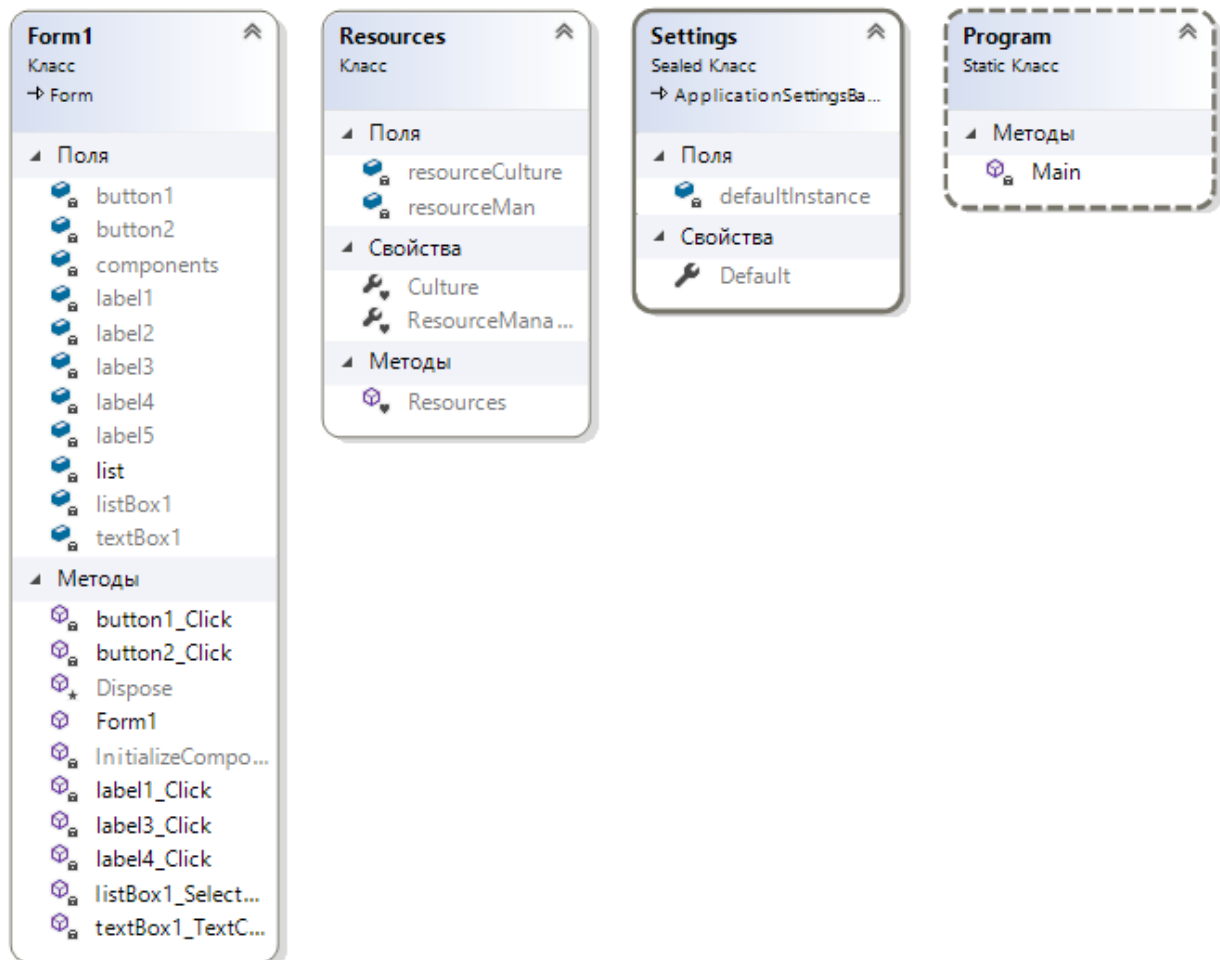 Form1
Класс
Form
Поля
button1
button2
components
label1
label2
label3
label4
label5
list
listBox1
textBox1
Методы
button1_Click
button2_Click
Dispose
Form1
InitializeCompo...
label1_Click
label3_Click
label4_Click
listBox1_Select...
textBox1_TextC...
Resources
Класс
Поля
resourceCulture
resourceMan
Свойства
Culture
ResourceMana...
Методы
Resources
Settings
Sealed Класс
ApplicationSettingsBa...
Поля
defaultInstance
Свойства
Default
Program
Static Класс
Методы
Main